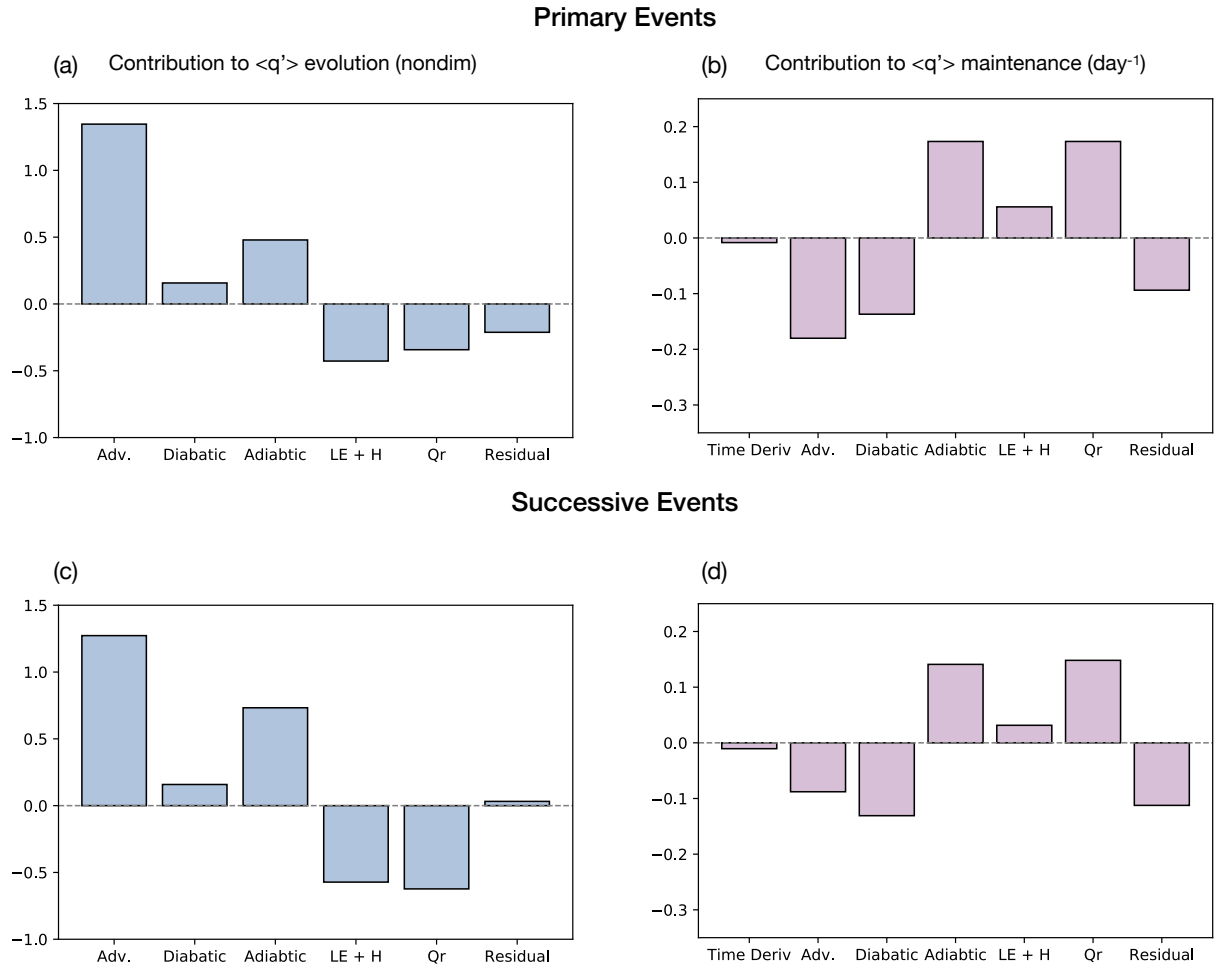 Primary Events
(a) Contribution to <q’> evolution (nondim)
1.5
1.0
0.5
0.0
−0.5
−1.0
Adv. Diabatic Adiabtic LE + H Qr Residual
(b) Contribution to <q’> maintenance (day-1)
0.2
0.1
0.0
−0.1
−0.2
−0.3
Time Deriv Adv. Diabatic Adiabtic LE + H Qr Residual
Successive Events
(c)
1.5
1.0
0.5
0.0
−0.5
−1.0
Adv. Diabatic Adiabtic LE + H Qr Residual
(d)
0.2
0.1
0.0
−0.1
−0.2
−0.3
Time Deriv Adv. Diabatic Adiabtic LE + H Qr Residual